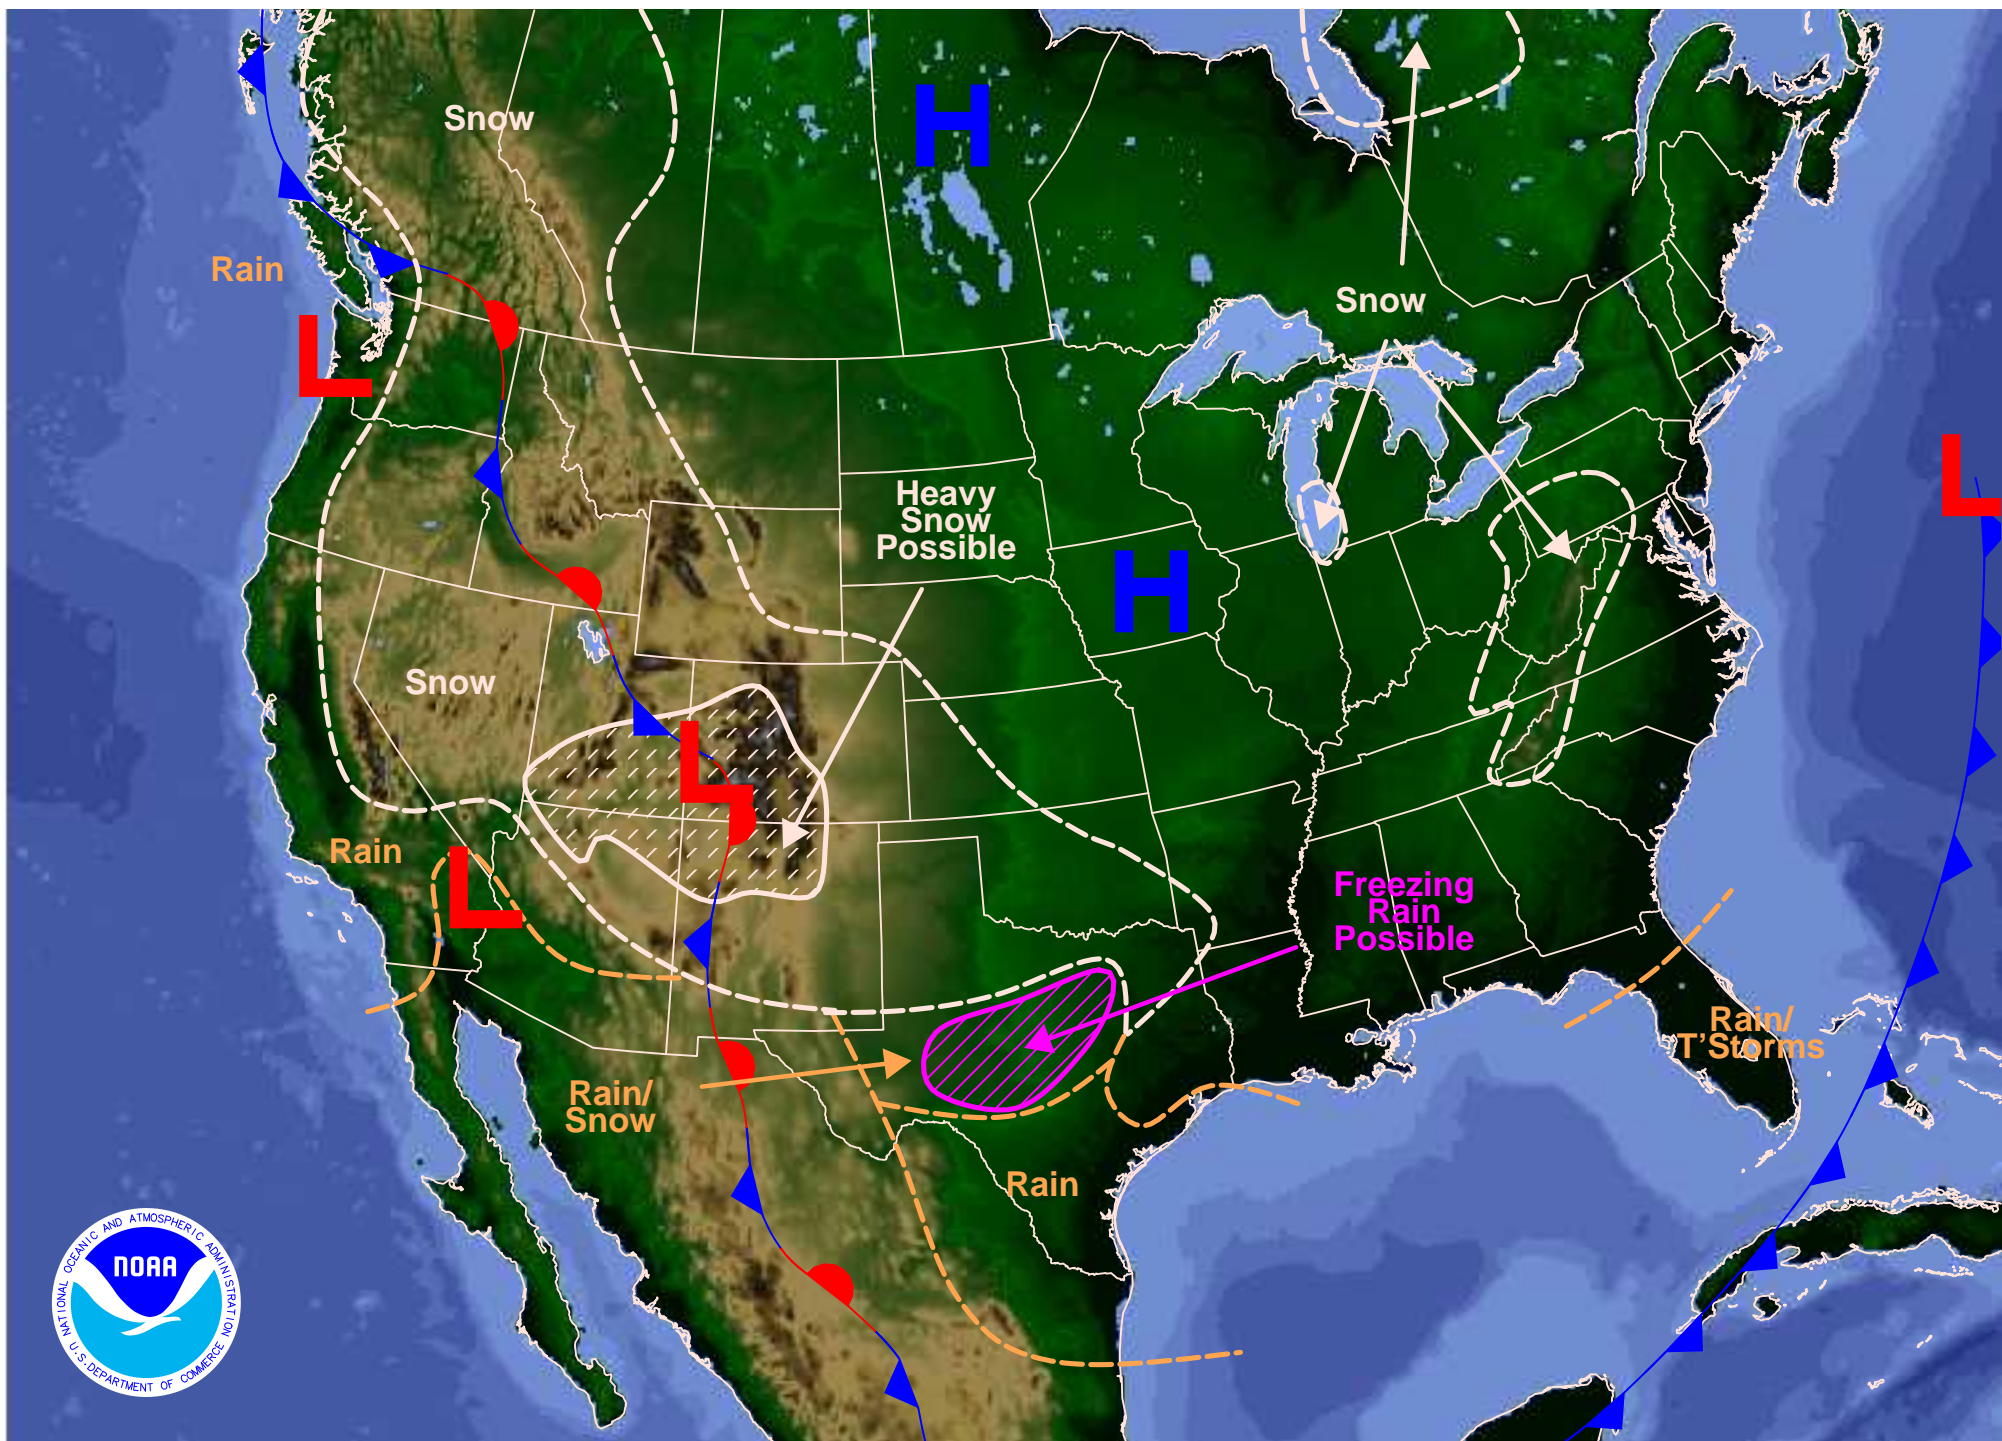 Snow
H
Rain
L
Snow
L
Heavy
Snow
Possible
H
Snow
L
Rain
L
Freezing
Rain
Possible
Rain/
T'Storms
Rain/
Snow
Rain
NATIONAL OCEANIC AND ATMOSPHERIC ADMINISTRATION
NOAA
U.S. DEPARTMENT OF COMMERCE